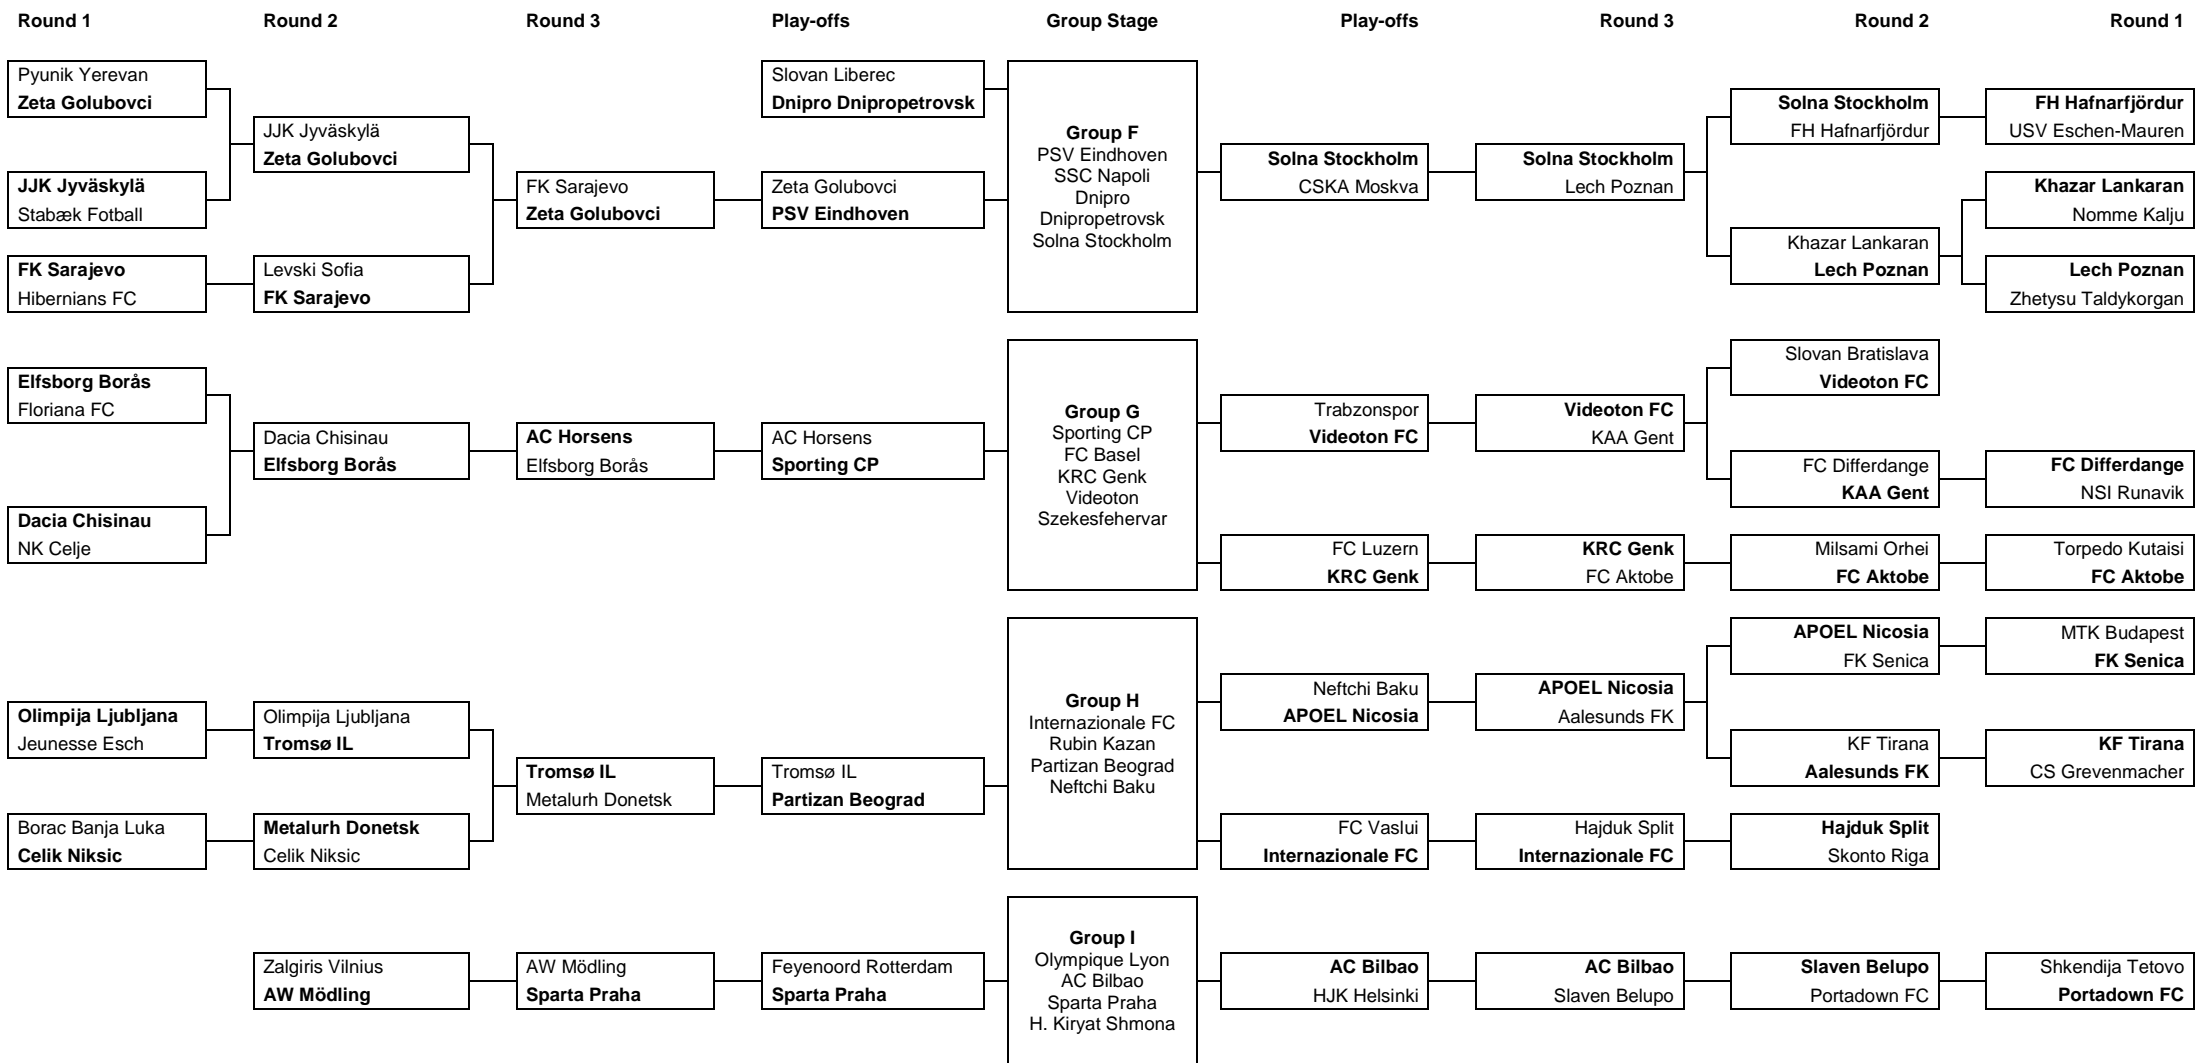 Round 1
Round 2
Round 3
Play-offs
Group Stage
Play-offs
Round 3
Round 2
Round 1
Pyunik Yerevan
Zeta Golubovci
JJK Jyväskylä
Stabæk Fotball
FK Sarajevo
Hibernians FC
JJK Jyväskylä
Zeta Golubovci
Levski Sofia
FK Sarajevo
FK Sarajevo
Zeta Golubovci
Slovan Liberec
Dnipro Dnipropetrovsk
Zeta Golubovci
PSV Eindhoven
Group F
PSV Eindhoven
SSC Napoli
Dnipro
Dnipropetrovsk
Solna Stockholm
Solna Stockholm
CSKA Moskva
Solna Stockholm
Lech Poznan
Solna Stockholm
FH Hafnarfjördur
Khazar Lankaran
Lech Poznan
FH Hafnarfjördur
USV Eschen-Mauren
Khazar Lankaran
Nomme Kalju
Lech Poznan
Zhetysu Taldykorgan
Elfsborg Borås
Floriana FC
Dacia Chisinau
NK Celje
Dacia Chisinau
Elfsborg Borås
AC Horsens
Elfsborg Borås
AC Horsens
Sporting CP
Group G
Sporting CP
FC Basel
KRC Genk
Videoton
Szekesfehervar
Trabzonspor
Videoton FC
FC Luzern
KRC Genk
Videoton FC
KAA Gent
KRC Genk
FC Aktobe
Slovan Bratislava
Videoton FC
FC Differdange
KAA Gent
Milsami Orhei
FC Aktobe
FC Differdange
NSI Runavik
Torpedo Kutaisi
FC Aktobe
Olimpija Ljubljana
Jeunesse Esch
Borac Banja Luka
Celik Niksic
Olimpija Ljubljana
Tromsø IL
Metalurh Donetsk
Celik Niksic
Tromsø IL
Metalurh Donetsk
Tromsø IL
Partizan Beograd
Group H
Internazionale FC
Rubin Kazan
Partizan Beograd
Neftchi Baku
Neftchi Baku
APOEL Nicosia
FC Vaslui
Internazionale FC
APOEL Nicosia
Aalesunds FK
Hajduk Split
Internazionale FC
APOEL Nicosia
FK Senica
KF Tirana
Aalesunds FK
Hajduk Split
Skonto Riga
MTK Budapest
FK Senica
KF Tirana
CS Grevenmacher
Zalgiris Vilnius
AW Mödling
AW Mödling
Sparta Praha
Feyenoord Rotterdam
Sparta Praha
Group I
Olympique Lyon
AC Bilbao
Sparta Praha
H. Kiryat Shmona
AC Bilbao
HJK Helsinki
AC Bilbao
Slaven Belupo
Slaven Belupo
Portadown FC
Shkendija Tetovo
Portadown FC